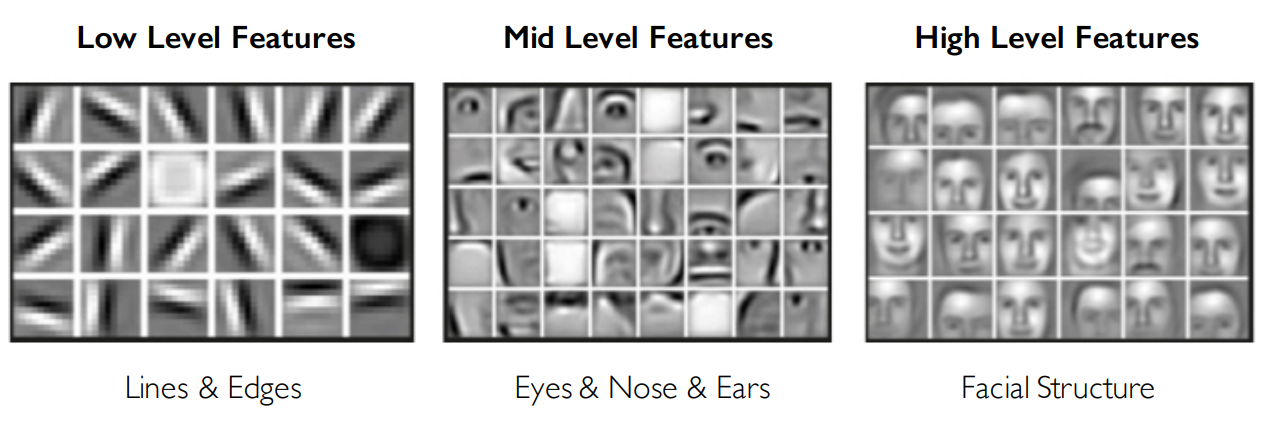 Low Level Features
Mid Level Features
High Level Features
Lines & Edges
Eyes & Nose & Ears
Facial Structure